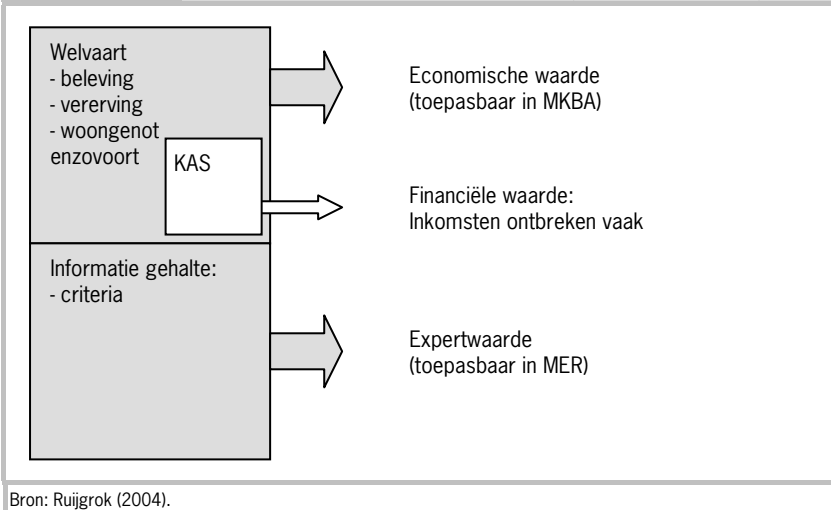 Welvaart
- beleving
- vererving
- woongenot
enzovoort
KAS
Economische waarde
(toepasbaar in MKBA)
Financiële waarde:
Inkomsten ontbreken vaak
Informatie gehalte:
- criteria
Expertwaarde
(toepasbaar in MER)
Bron: Ruijgrok (2004).